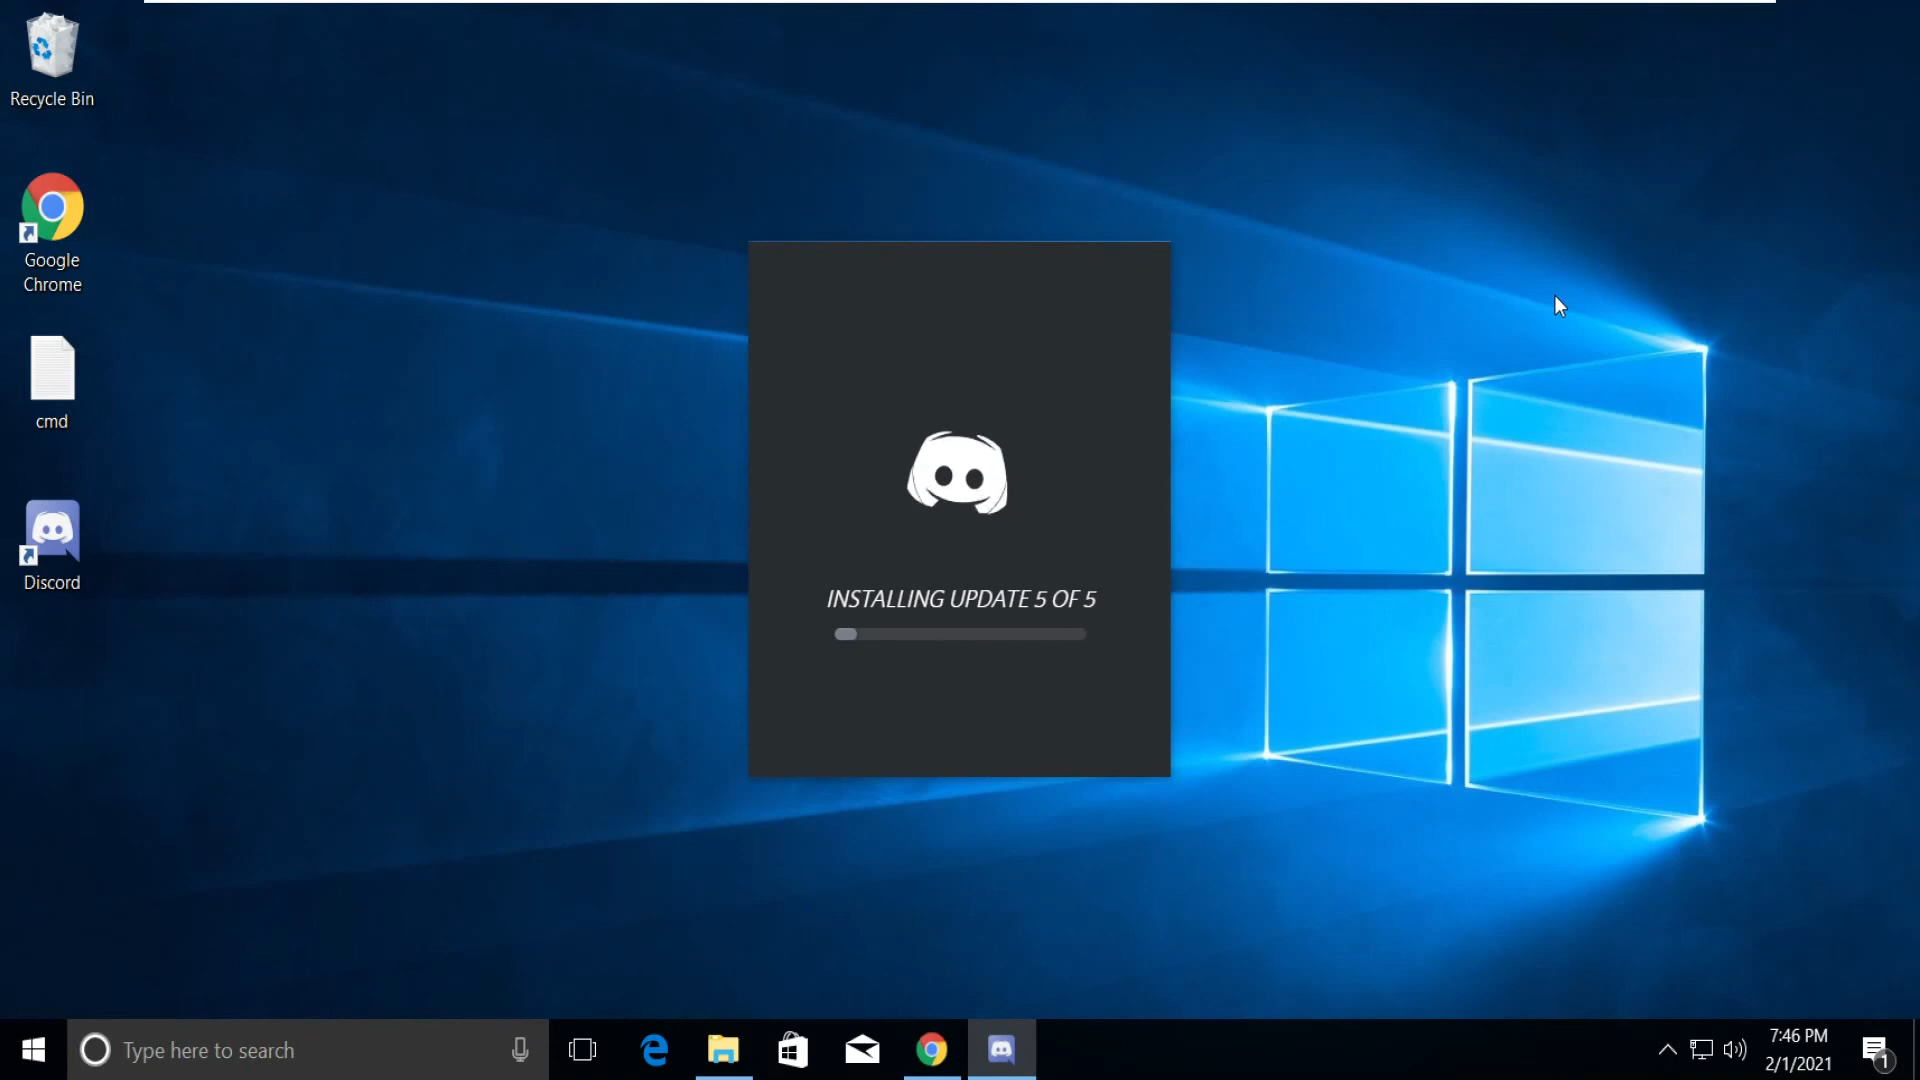 Recycle Bin
Google
Chrome
cmd
Discord
INSTALLING UPDATE 5 OF 5
Type here to search
7:46 PM
2/1/2021
1